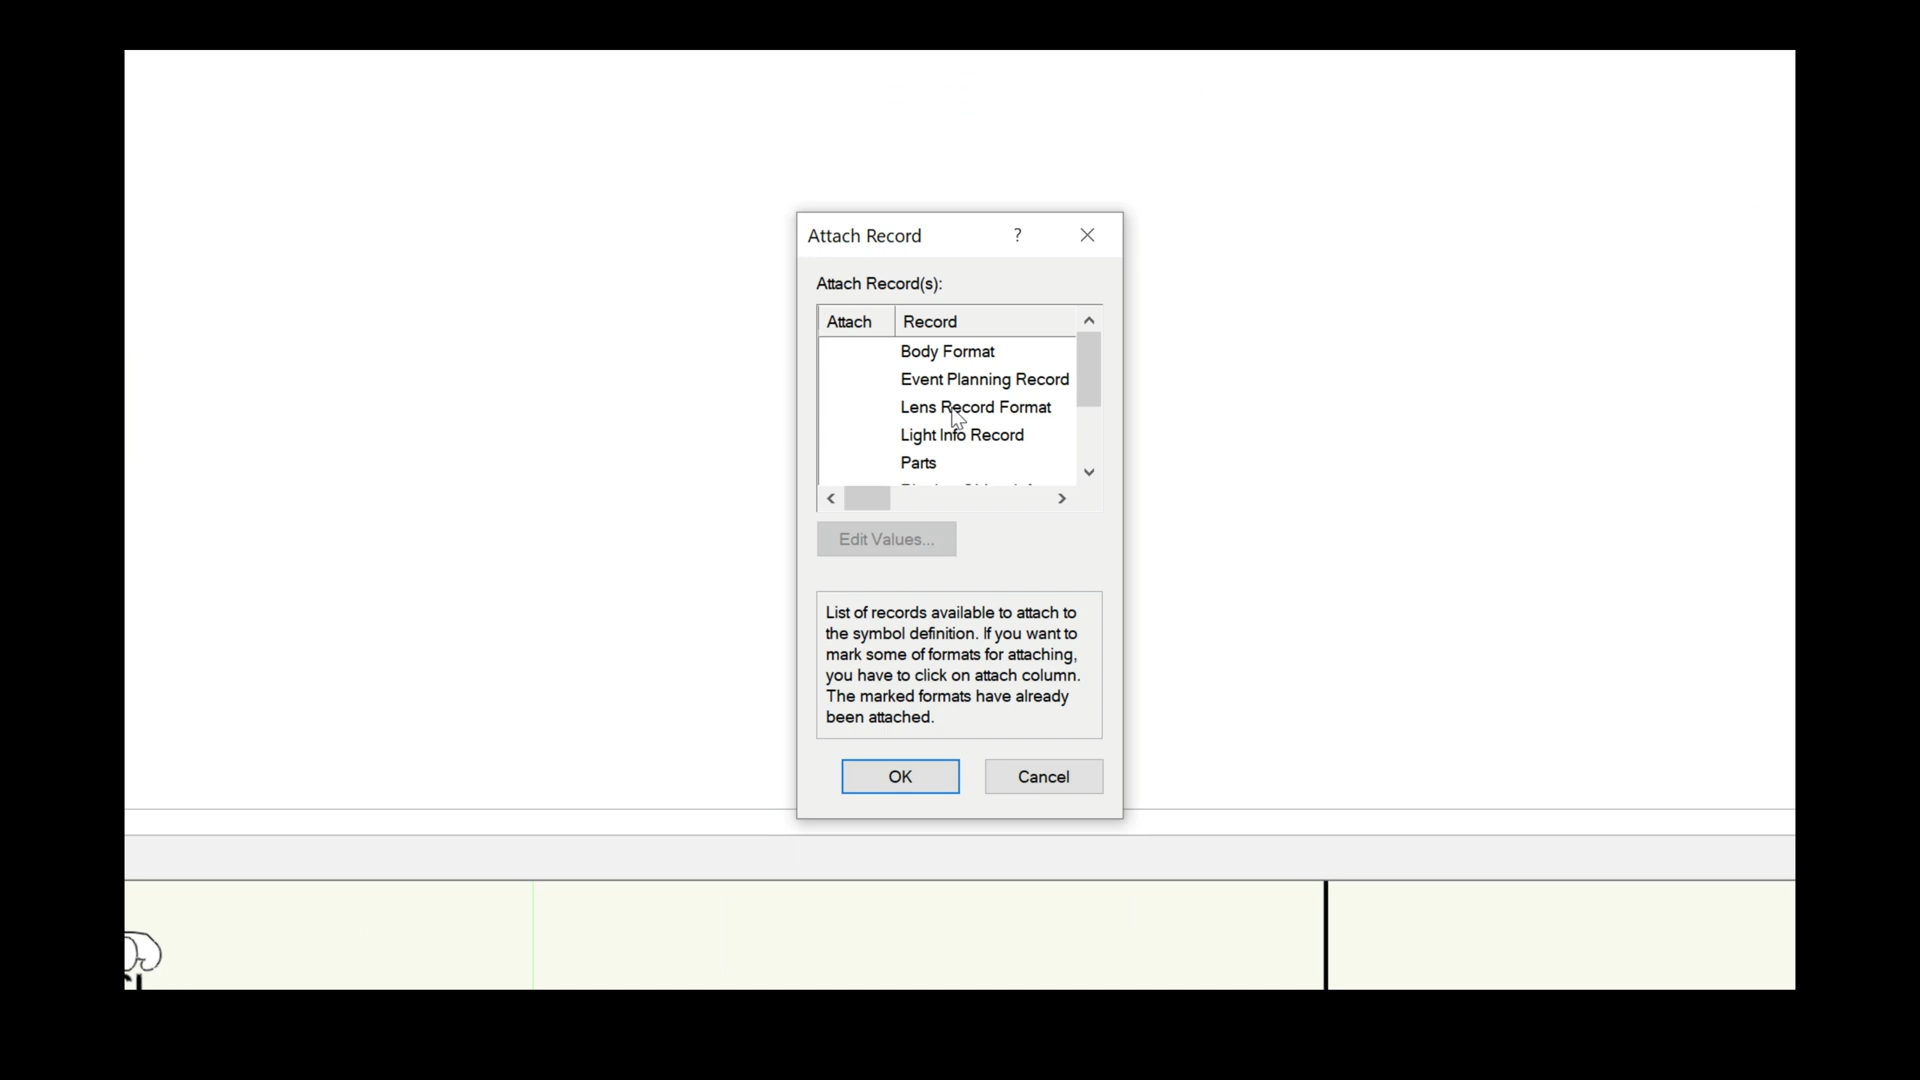 Attach Record
?
Attach Record(s):
Attach Record
Body Format
Event Planning Record
Lens Record Format
Light Info Record
Parts
Edit Values...
List of records available to attach to
the symbol definition. If you want to
mark some of formats for attaching,
you have to click on attach column.
The marked formats have already
been attached.
OK Cancel